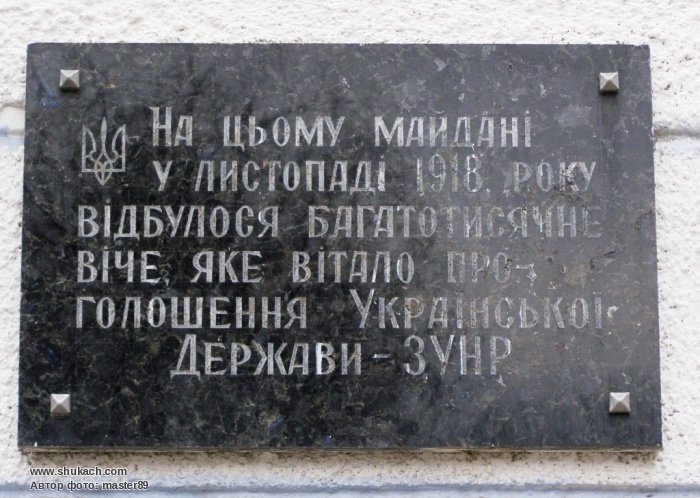 На цьому майдані
у листопаді 1918 року
відбулося багатотисячне
віче, яке вітало про-
голошення Української
Держави – ЗУНР
www.shukach.com
Автор фото: master89